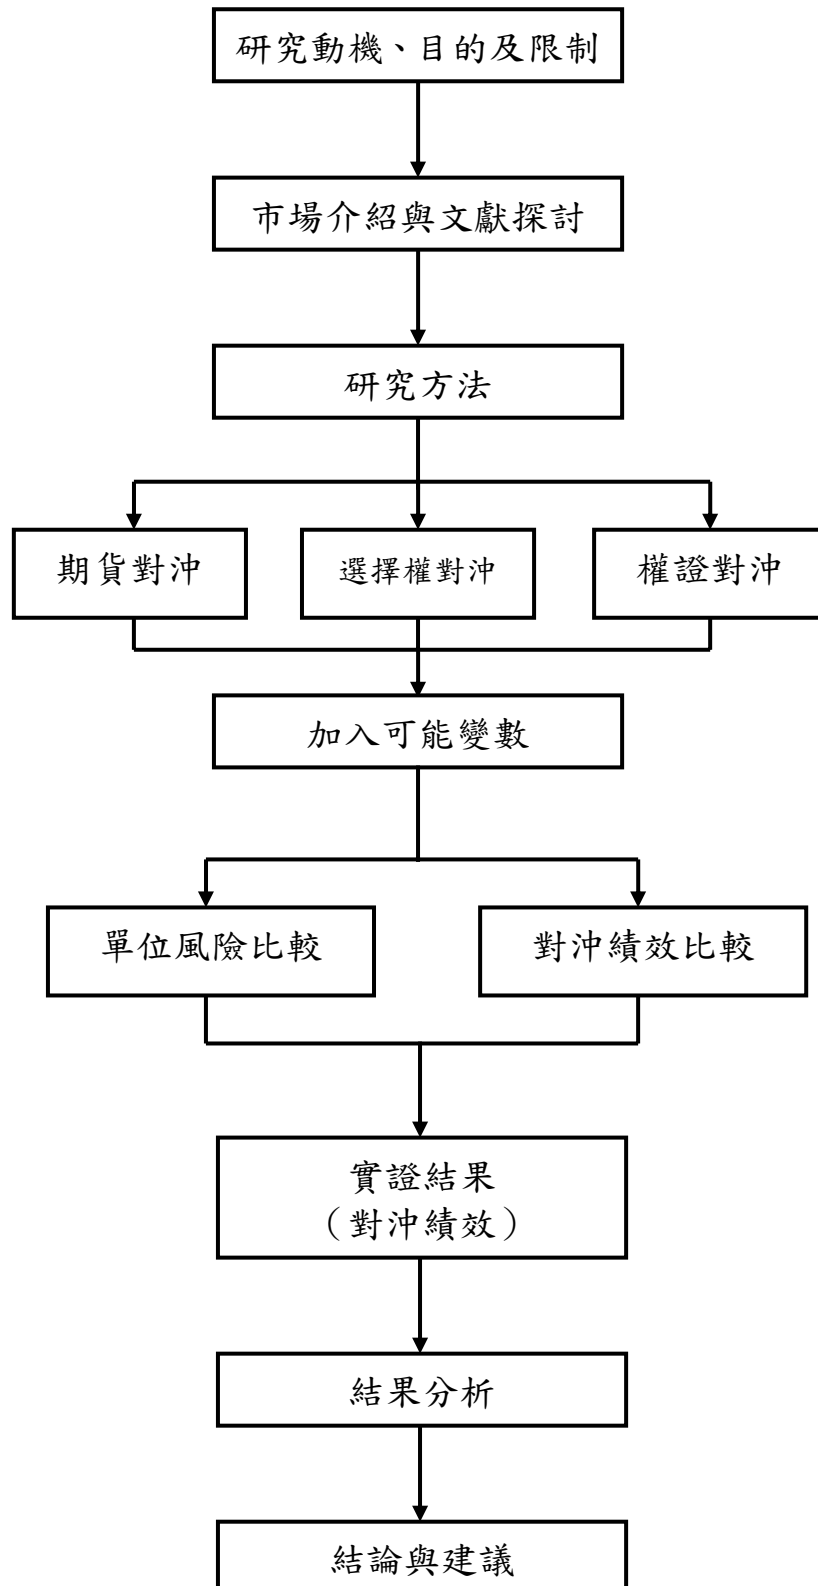 研究動機、目的及限制
市場介紹與文獻探討
研究方法
期貨對沖
選擇權對沖
權證對沖
加入可能變數
單位風險比較
對沖績效比較
實證結果
（對沖績效）
結果分析
結論與建議